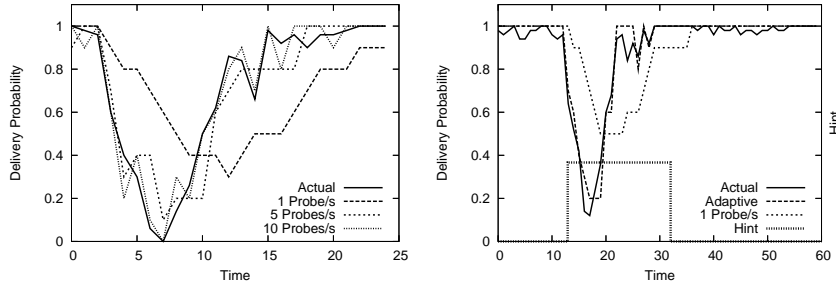 Delivery Probability
1
0.8
0.6
0.4
0.2
0
0 5 10 15 20 25
Time
Actual
1 Probe/s
5 Probes/s
10 Probes/s
Delivery Probability
1
0.8
0.6
0.4
0.2
0
0 10 20 30 40 50 60
Time
Actual
Adaptive
1 Probe/s
Hint
Hint